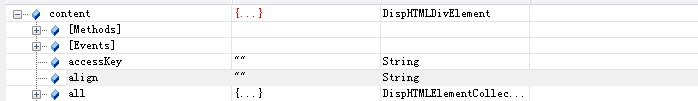 content {...} DispHTMLDivElement
[Methods]
[Events]
accessKey "" String
align "" String
all {...} DispHTMLElementCollec...